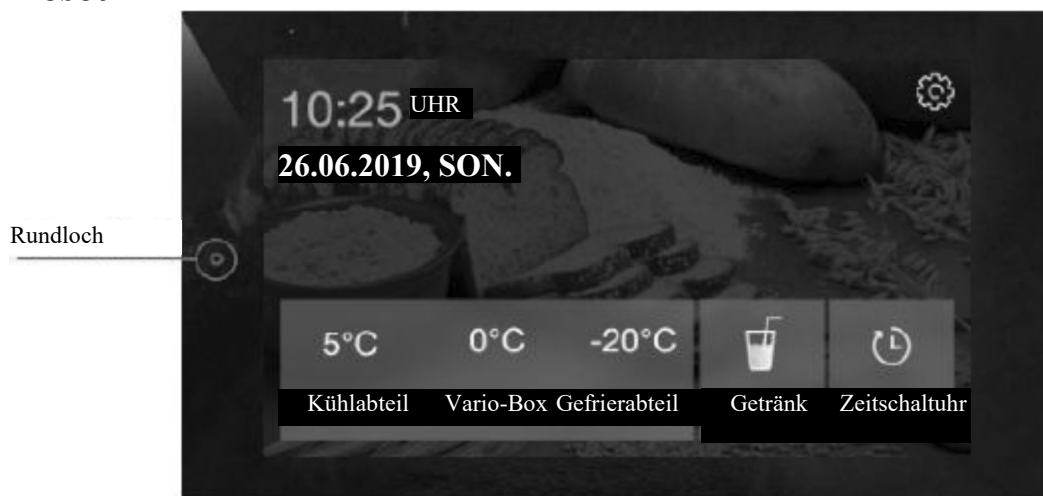 10:25 UHR
26.06.2019, SON.
Rundloch
5°C 0°C -20°C
Kühlabteil Vario-Box Gefrierabteil Getränk Zeitschaltuhr